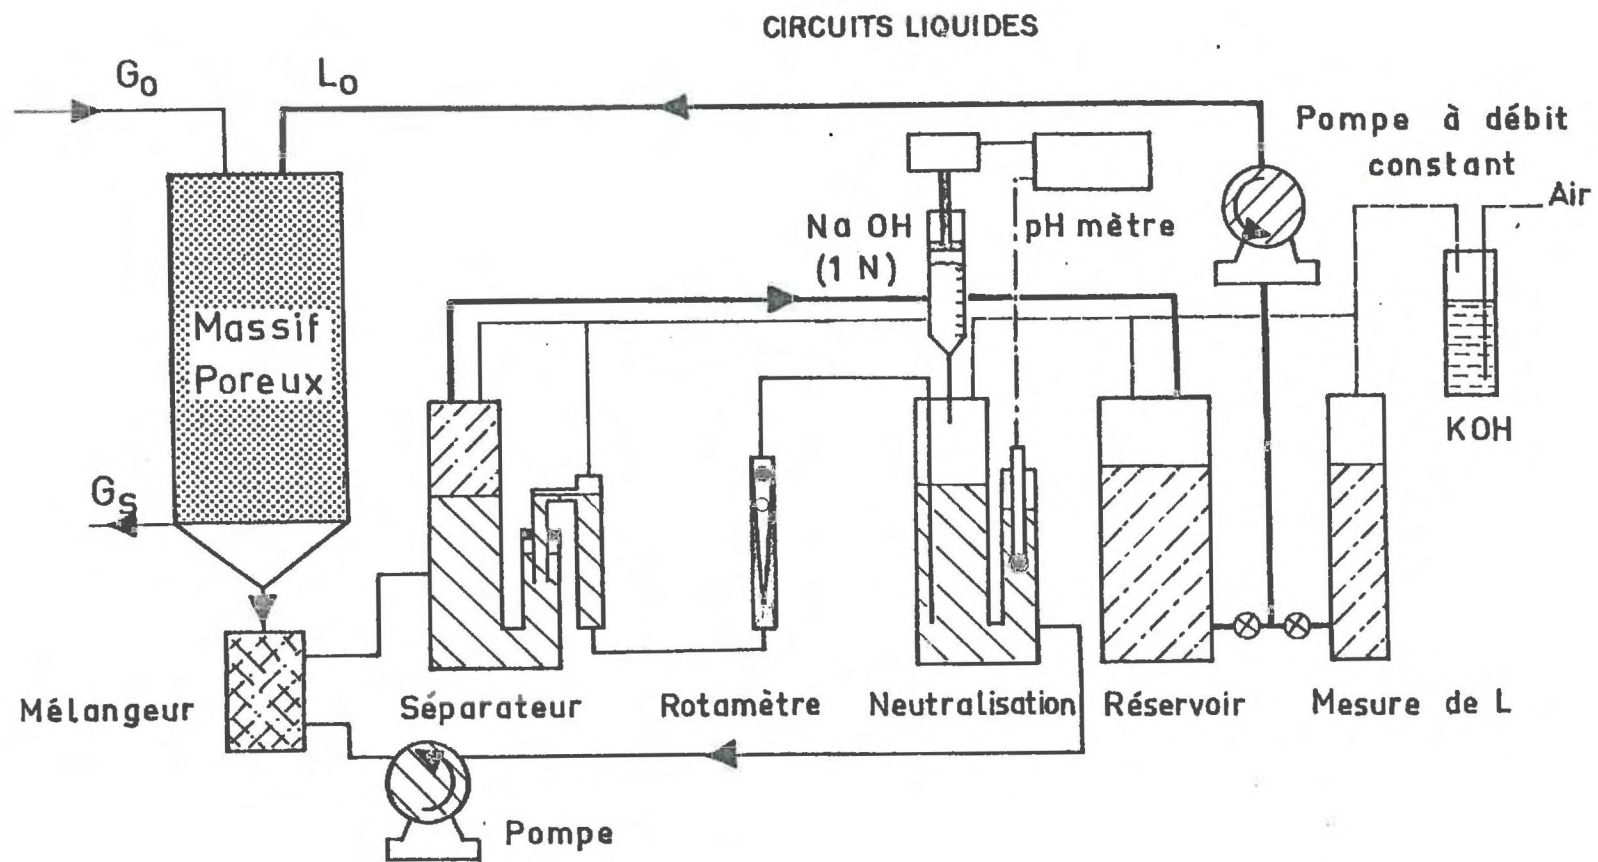 CIRCUITS LIQUIDES
G₀
L₀
Pompe à débit
constant
Air
Na OH
(1 N)
pH mètre
Massif
Poreux
KOH
Gs
Mélangeur
Séparateur
Rotamètre
Neutralisation
Réservoir
Mesure de L
Pompe